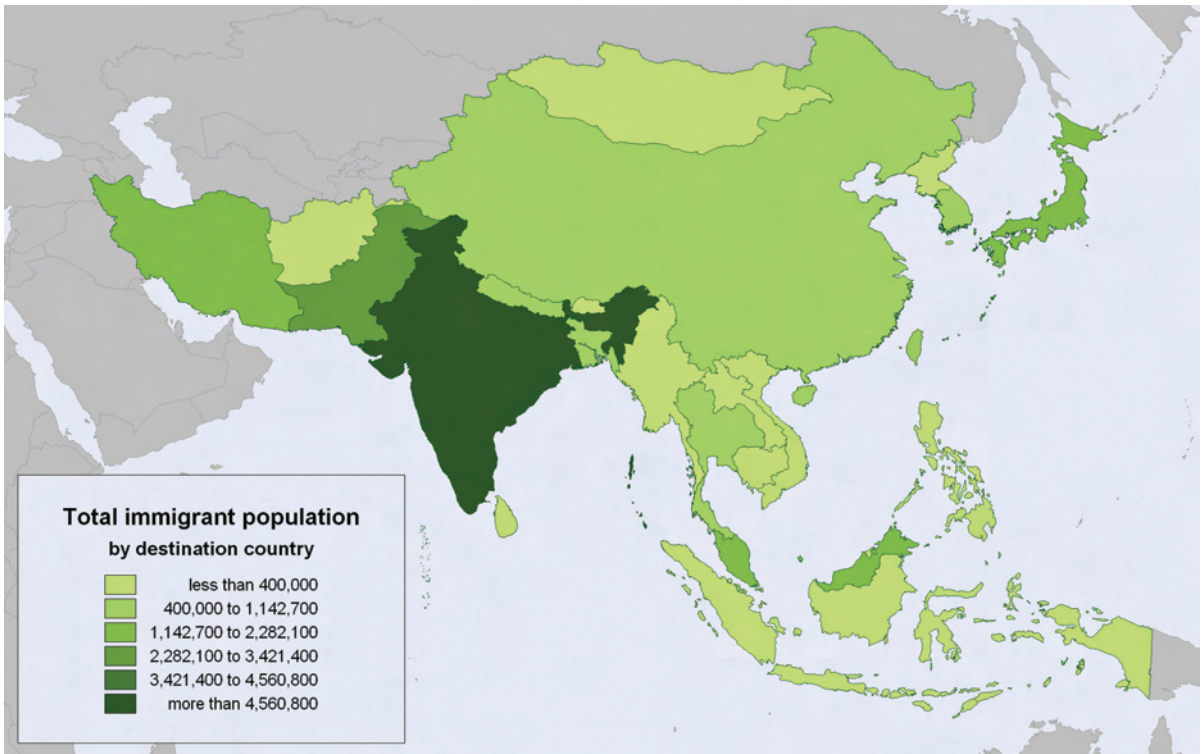 Total immigrant population
by destination country
less than 400,000
400,000 to 1,142,700
1,142,700 to 2,282,100
2,282,100 to 3,421,400
3,421,400 to 4,560,800
more than 4,560,800